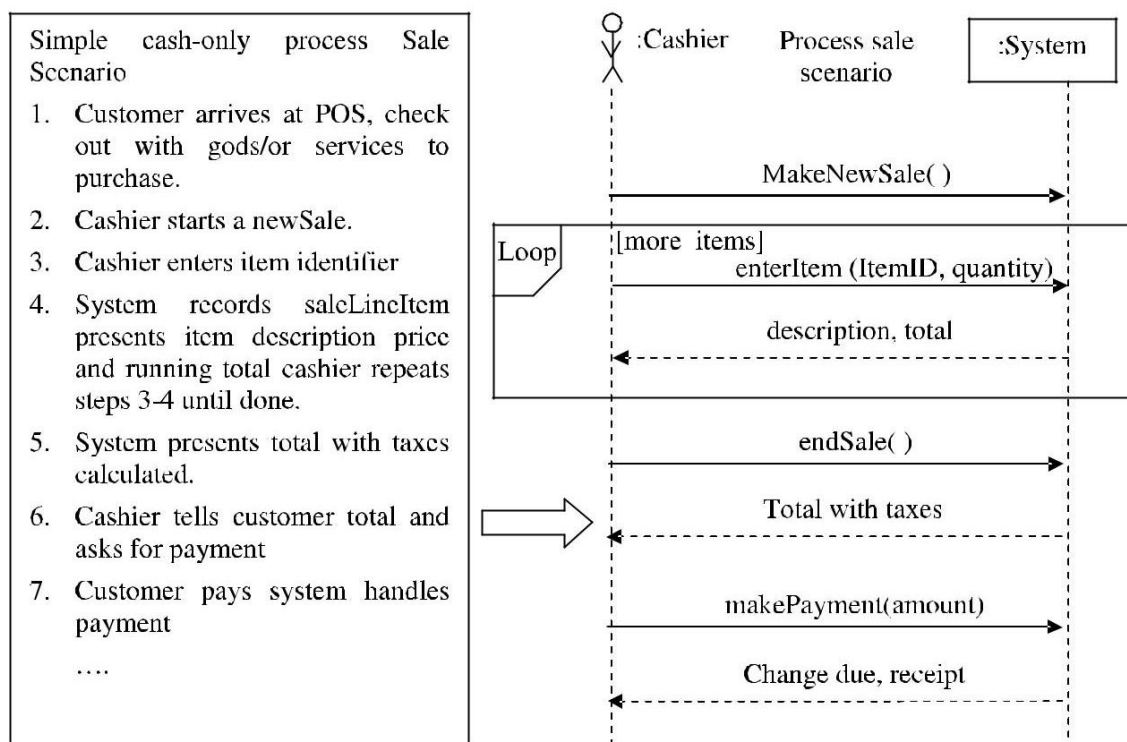 Simple cash-only process Sale
Scenario
1. Customer arrives at POS, check
out with gods/or services to
purchase.
2. Cashier starts a newSale.
3. Cashier enters item identifier
4. System records saleLineItem
presents item description price
and running total cashier repeats
steps 3-4 until done.
5. System presents total with taxes
calculated.
6. Cashier tells customer total and
asks for payment
7. Customer pays system handles
payment
....
:Cashier
Process sale
scenario
:System
MakeNewSale( )
Loop
[more items]
enterItem (ItemID, quantity)
description, total
endSale( )
Total with taxes
makePayment(amount)
Change due, receipt